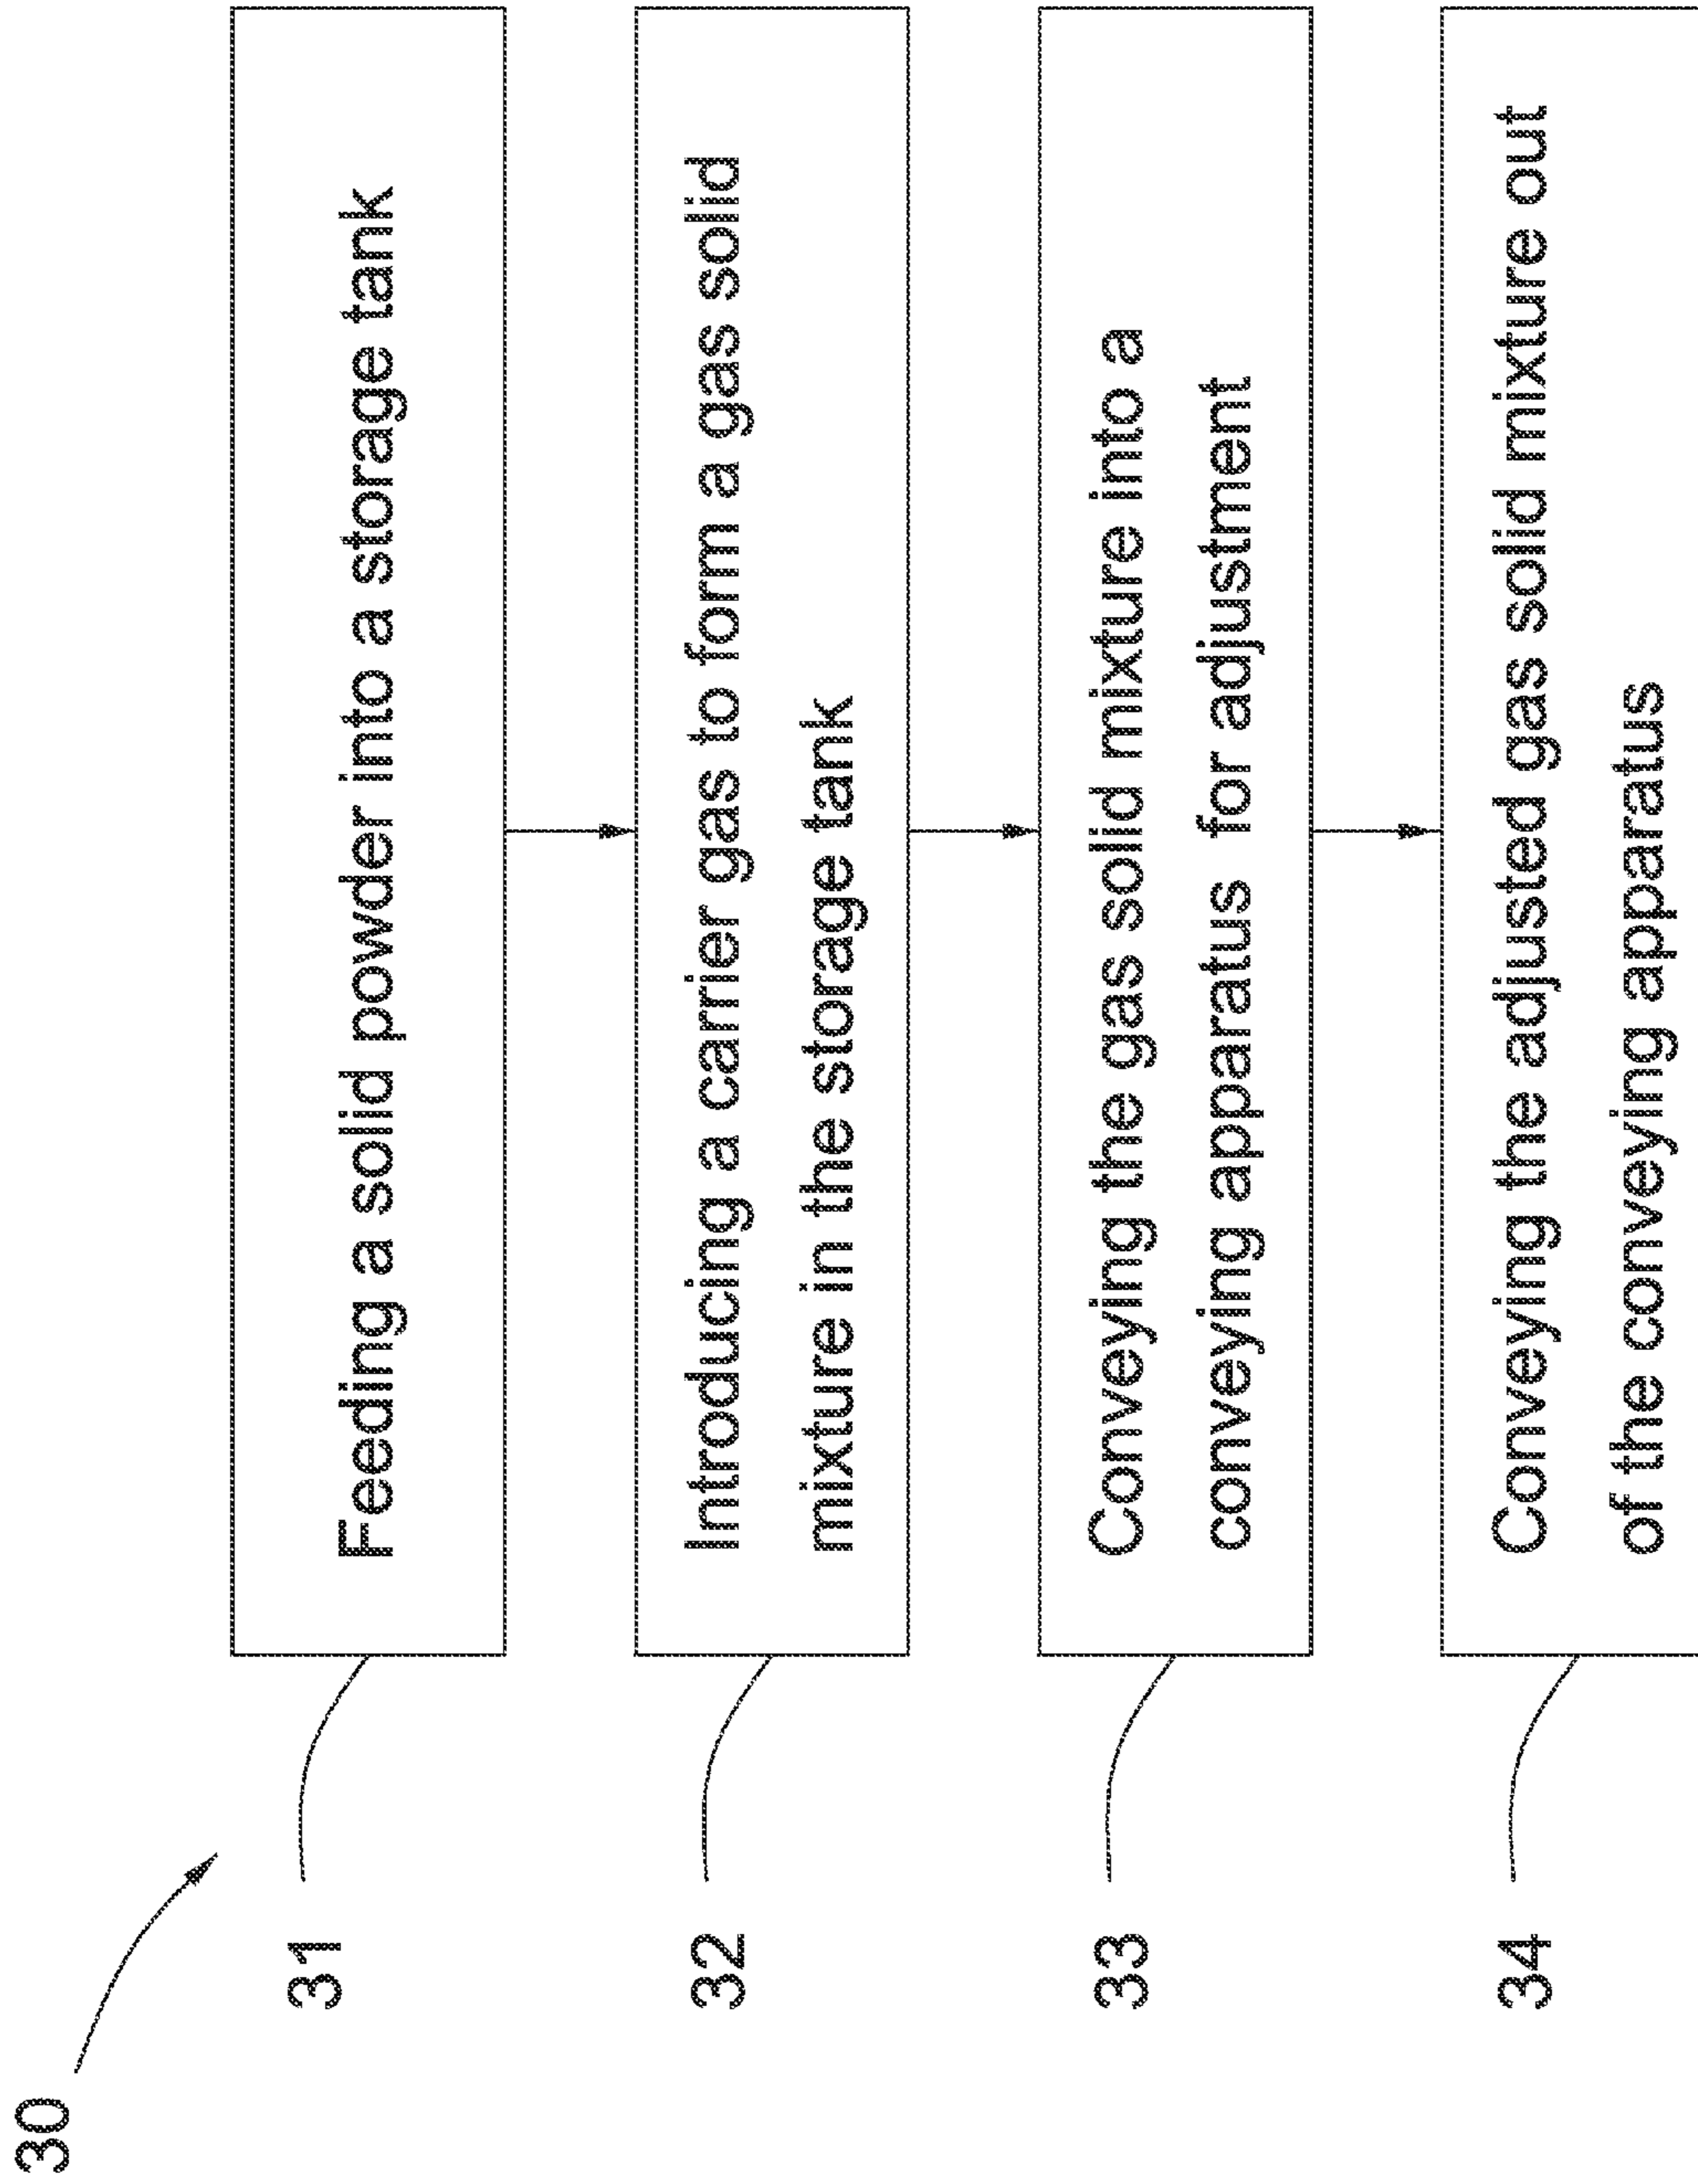 30
31
Feeding a solid powder into a storage tank
32
Introducing a carrier gas to form a gas solid
mixture in the storage tank
33
Conveying the gas solid mixture into a
conveying apparatus for adjustment
34
Conveying the adjusted gas solid mixture out
of the conveying apparatus